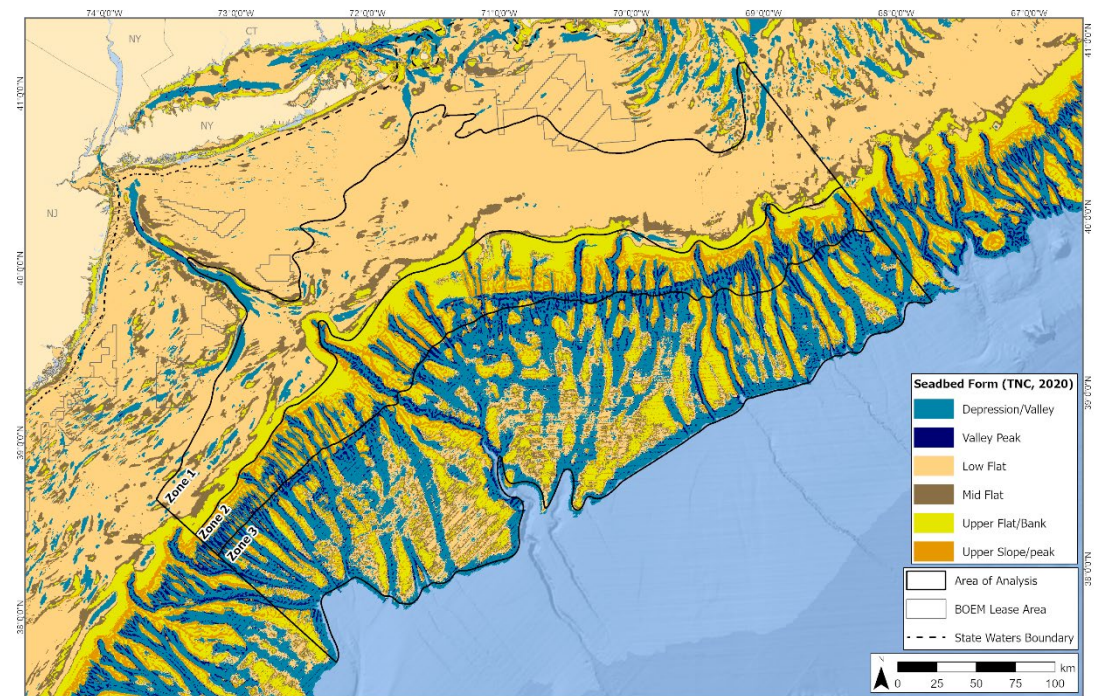 74°0'0"W 73°0'0"W 72°0'0"W 71°0'0"W 70°0'0"W 69°0'0"W 68°0'0"W 67°0'0"W
NY
CT
NY
NJ
41°0'0"N
40°0'0"N
39°0'0"N
38°0'0"N
41°0'0"N
40°0'0"N
39°0'0"N
38°0'0"N
Zone 1
Zone 2
Zone 3
Seadbed Form (TNC, 2020)
Depression/Valley
Valley Peak
Low Flat
Mid Flat
Upper Flat/Bank
Upper Slope/peak
Area of Analysis
BOEM Lease Area
State Waters Boundary
N
km
0 25 50 75 100